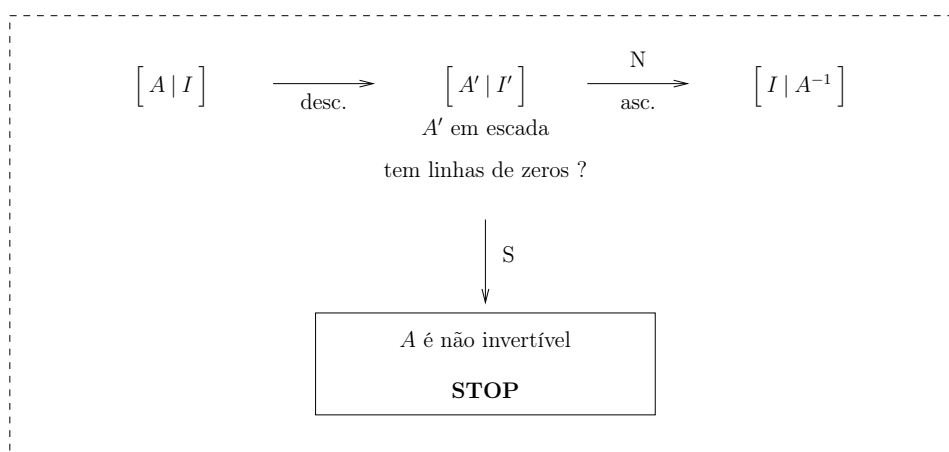 N
[ A | I ] [ A′ | I′ ] [ I | A⁻¹ ]
desc. asc.
A′ em escada
tem linhas de zeros ?
S
A é não invertível
STOP